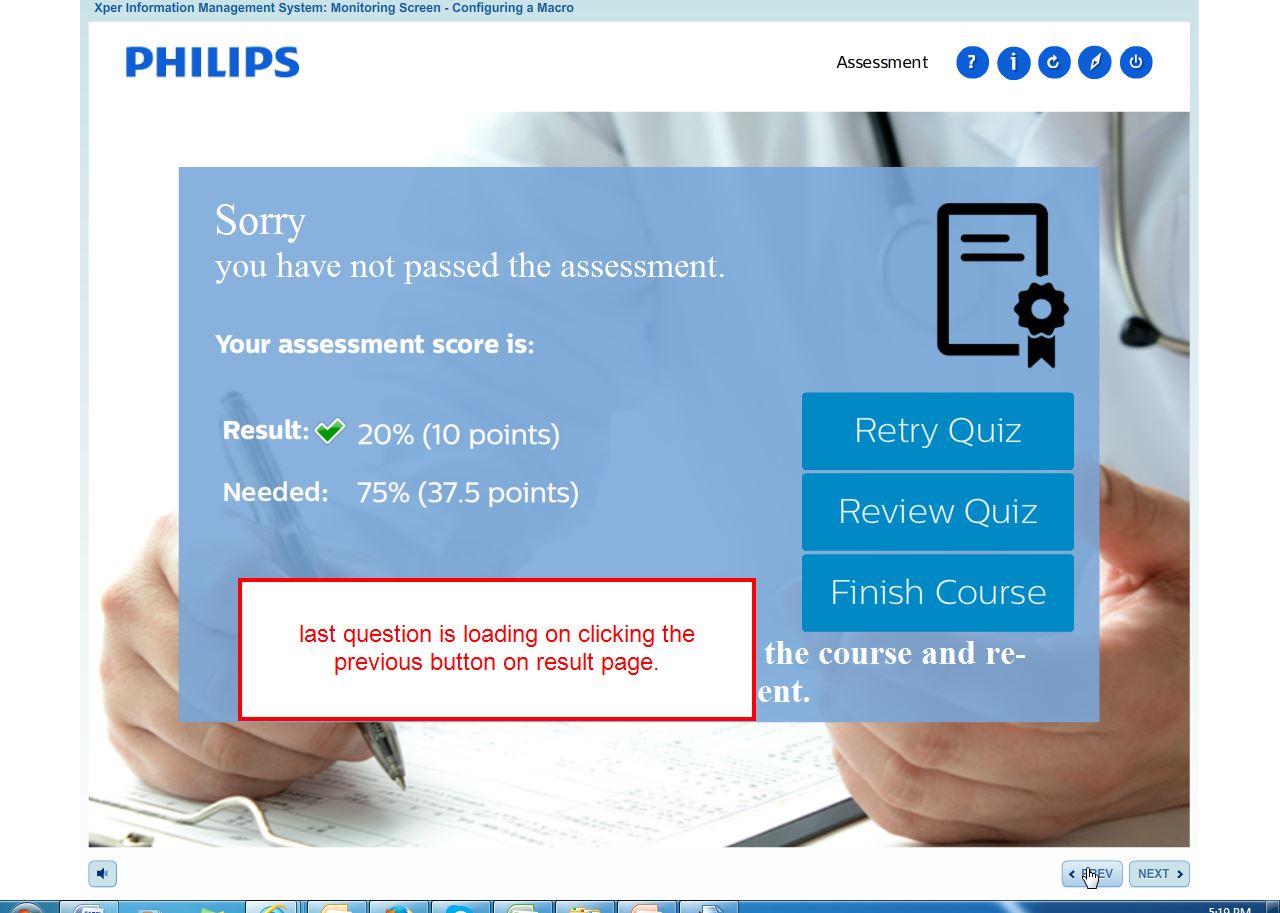 Xper Information Management System: Monitoring Screen - Configuring a Macro
PHILIPS
Assessment
Sorry
you have not passed the assessment.
Your assessment score is:
Result: 20% (10 points)
Needed: 75% (37.5 points)
Retry Quiz
Review Quiz
Finish Course
last question is loading on clicking the
previous button on result page.
the course and re-
ent.
PREV
NEXT
5:19 PM